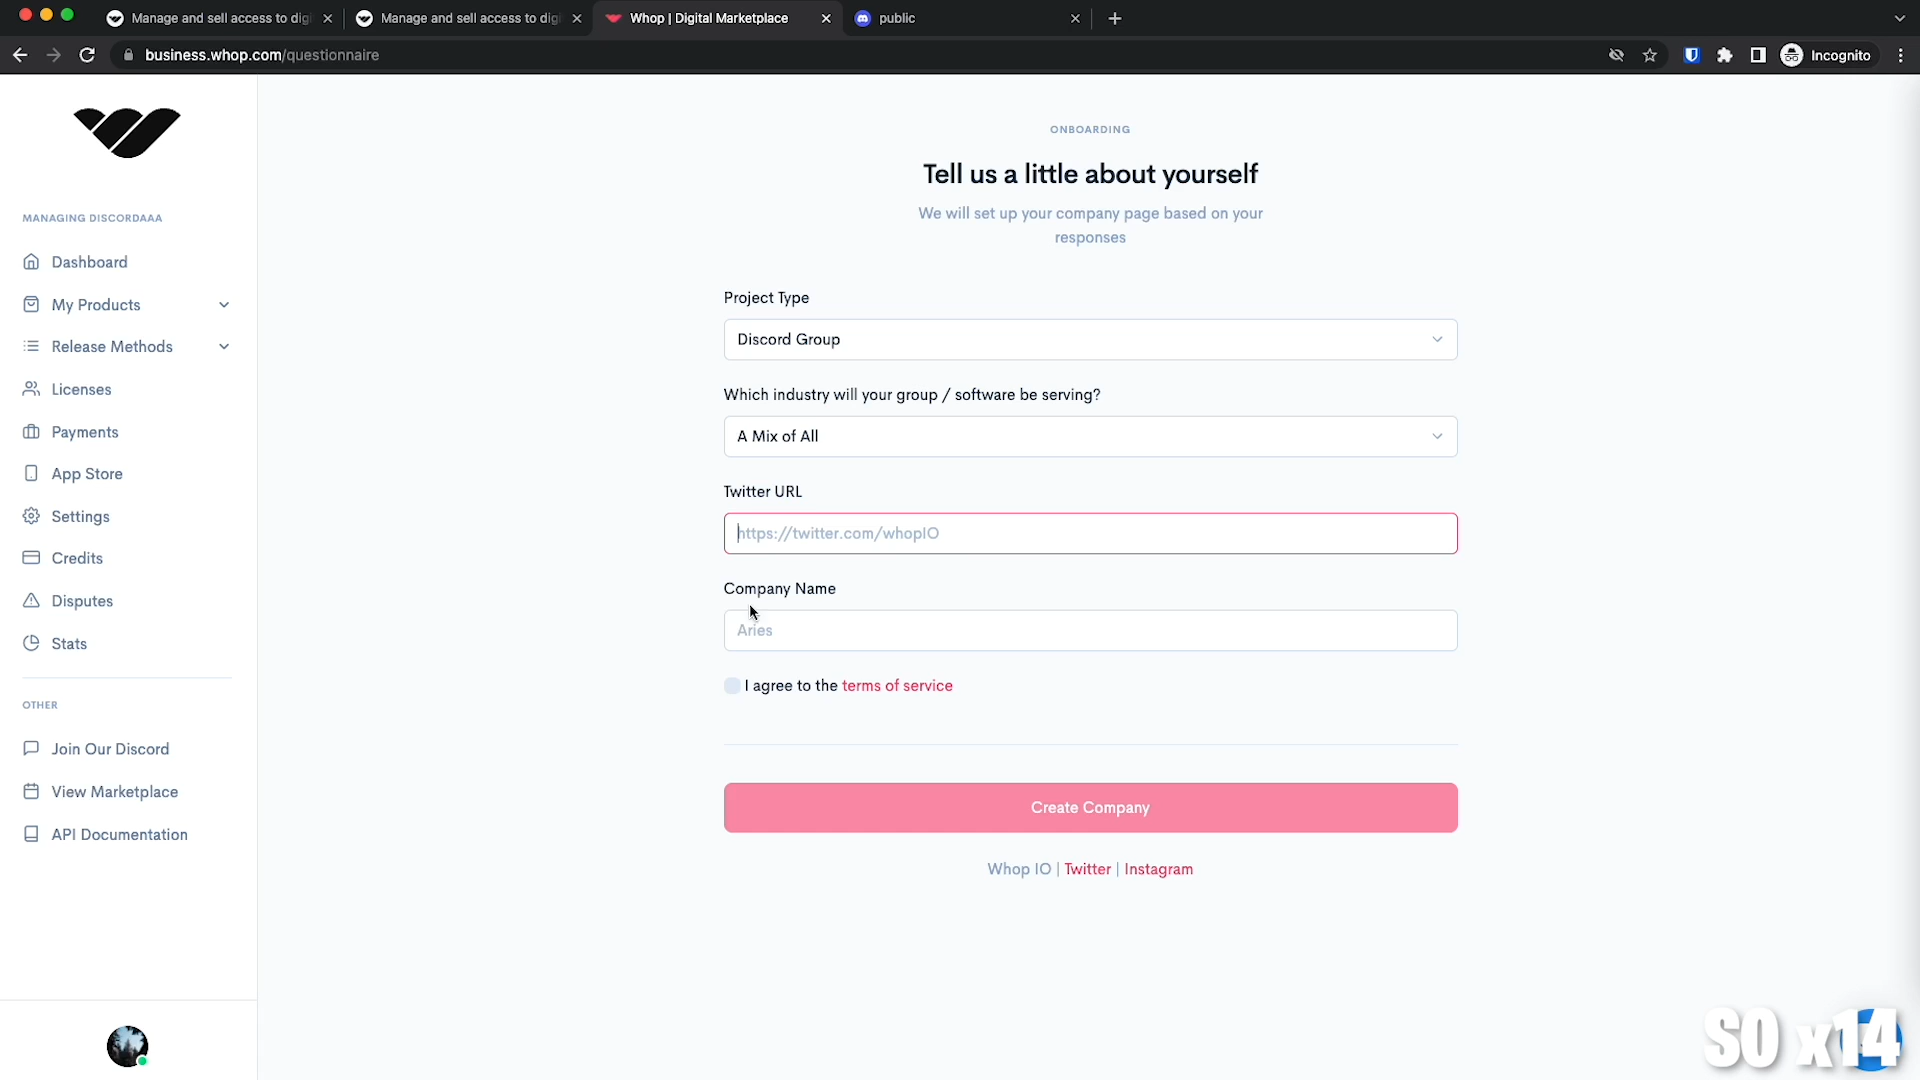 Manage and sell access to dig
Manage and sell access to dig
Whop | Digital Marketplace
public
business.whop.com/questionnaire
Incognito
MANAGING DISCORDAAA
Dashboard
My Products
Release Methods
Licenses
Payments
App Store
Settings
Credits
Disputes
Stats
OTHER
Join Our Discord
View Marketplace
API Documentation
ONBOARDING
Tell us a little about yourself
We will set up your company page based on your
responses
Project Type
Discord Group
Which industry will your group / software be serving?
A Mix of All
Twitter URL
https://twitter.com/whopIO
Company Name
Aries
I agree to the terms of service
Create Company
Whop IO | Twitter | Instagram
SO x14